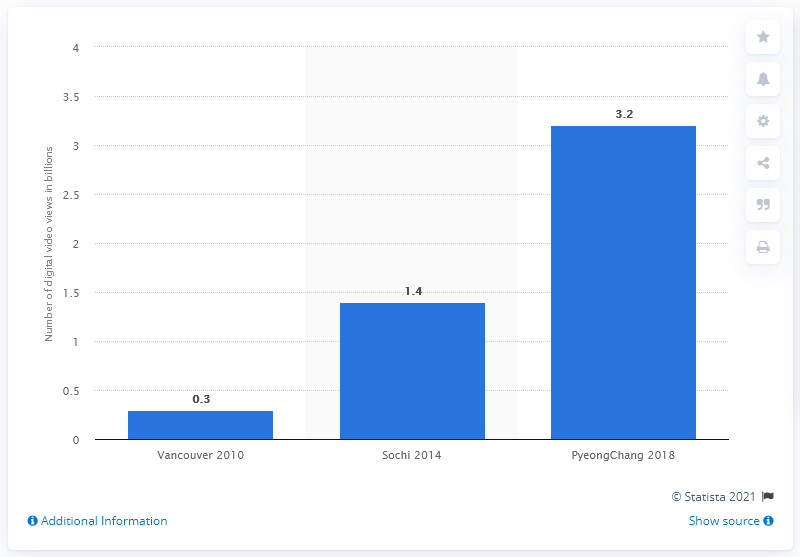 4
3.5
3
2.5
2
1.5
1
0.5
0
Number of digital video views in billions
0.3
1.4
3.2
Vancouver 2010
Sochi 2014
PyeongChang 2018
© Statista 2021
Additional Information
Show source